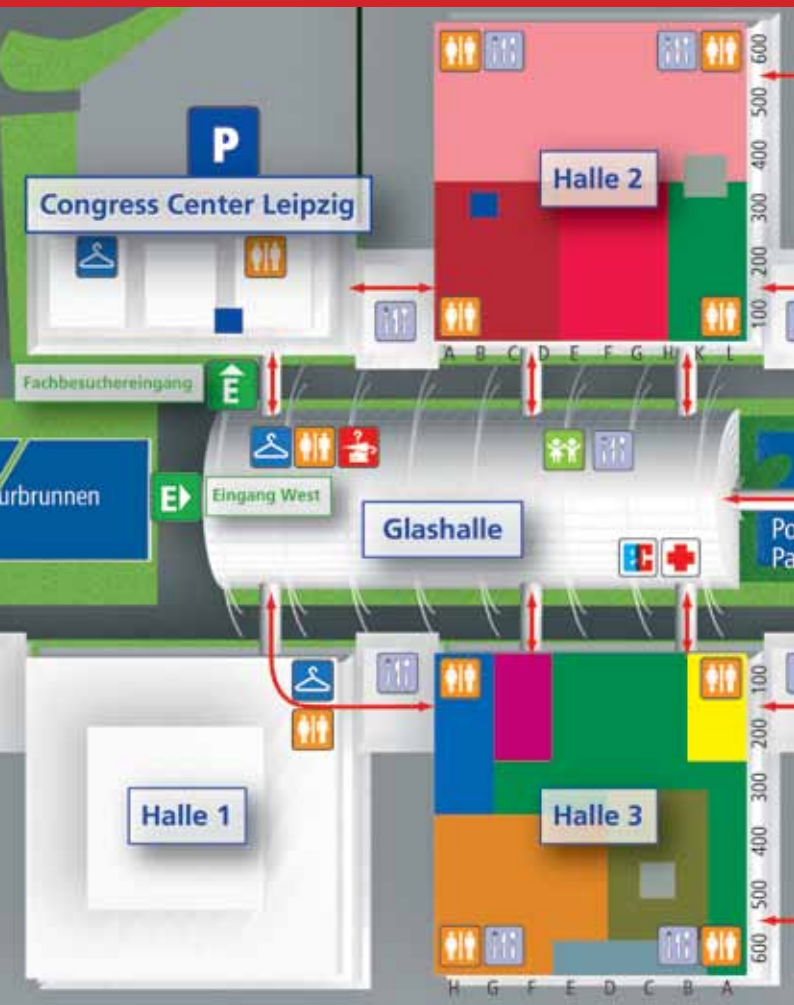 P
Congress Center Leipzig
Halle 2
600
500
400
300
200
100
A B C D E F G H K L
Fachbesuchereingang
E
urbrunnen
E
Eingang West
Glashalle
Po
Pa
Halle 1
Halle 3
100
200
300
400
500
600
H G F E D C B A